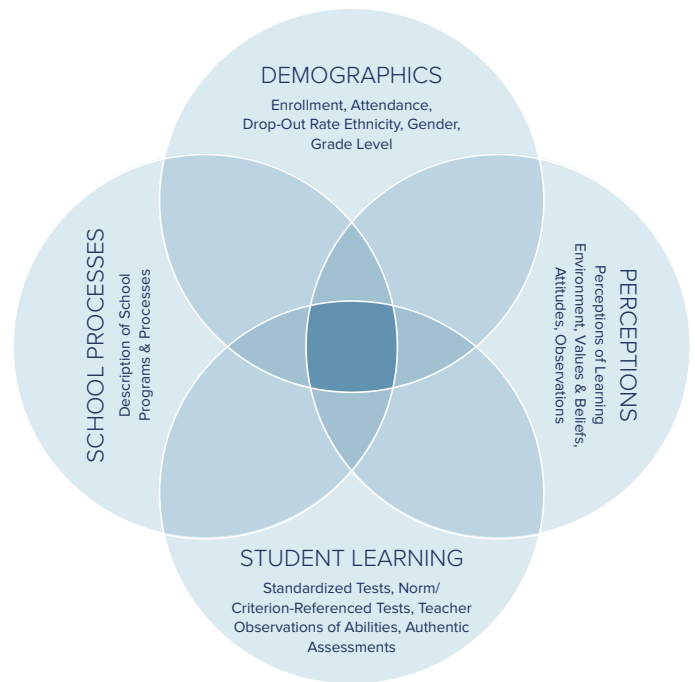 DEMOGRAPHICS
Enrollment, Attendance,
Drop-Out Rate Ethnicity, Gender,
Grade Level
SCHOOL PROCESSES
Description of School
Programs & Processes
PERCEPTIONS
Perceptions of Learning
Environment, Values & Beliefs,
Attitudes, Observations
STUDENT LEARNING
Standardized Tests, Norm/
Criterion-Referenced Tests, Teacher
Observations of Abilities, Authentic
Assessments